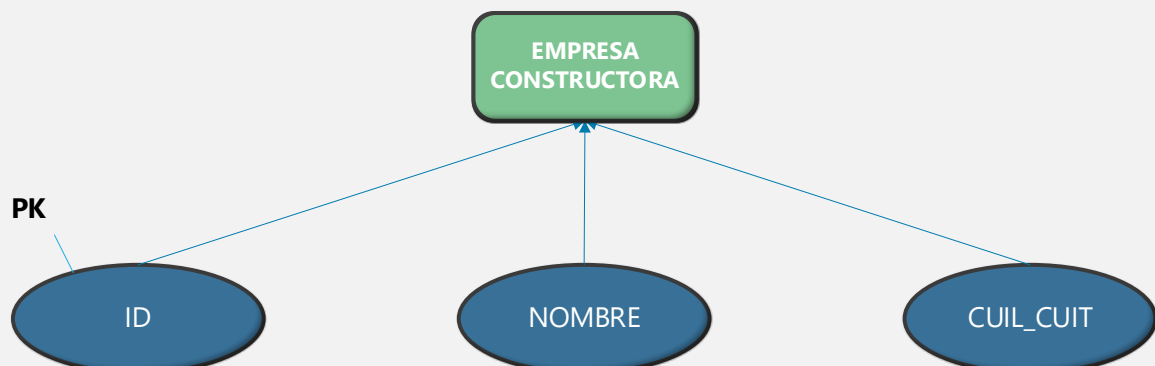 EMPRESA
CONSTRUCTORA
PK
ID
NOMBRE
CUIL_CUIT